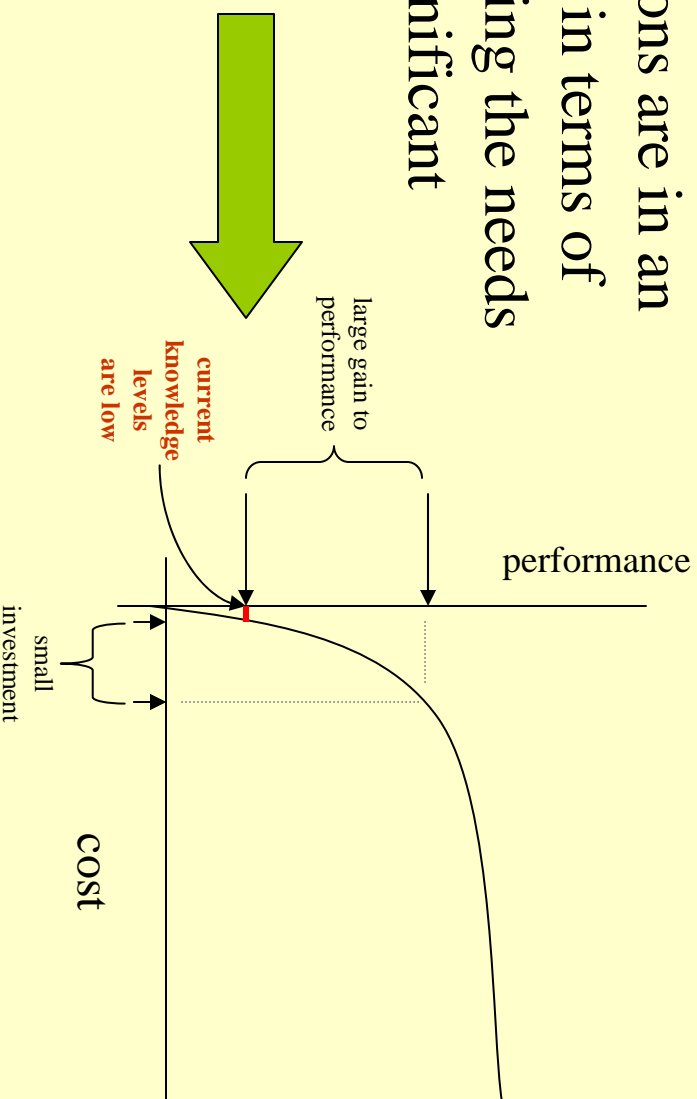 ons are in an
in terms of
ing the needs
nificant
performance
large gain to
performance
current
knowledge
levels
are low
cost
small
investment